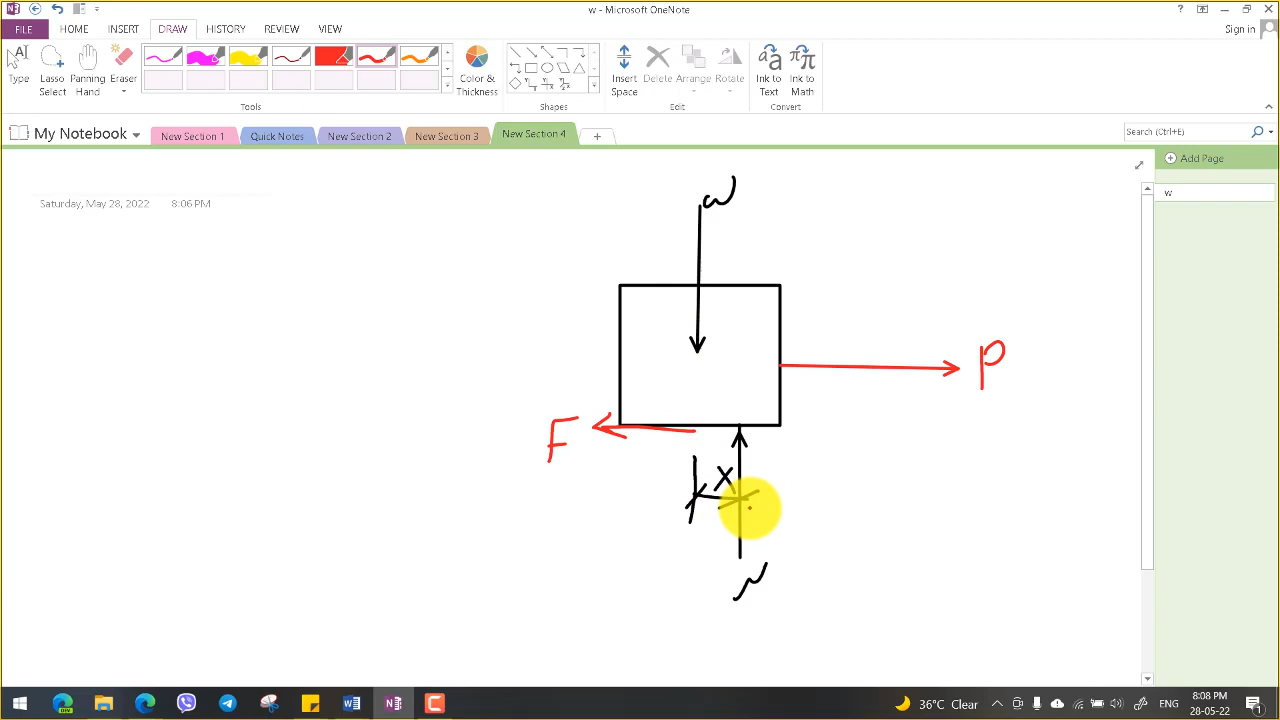 w - Microsoft OneNote
? Sign in
FILE HOME INSERT DRAW HISTORY REVIEW VIEW
Type Lasso Select Panning Hand Eraser Color & Thickness Insert Space Delete Arrange Rotate Ink to Text Ink to Math
Tools Shapes Edit Convert
My Notebook New Section 1 Quick Notes New Section 2 New Section 3 New Section 4 + Search (Ctrl+E)
Add Page
w
Saturday, May 28, 2022 8:06 PM
W
P
F
X
N
36°C Clear ENG 8:08 PM
28-05-22 1